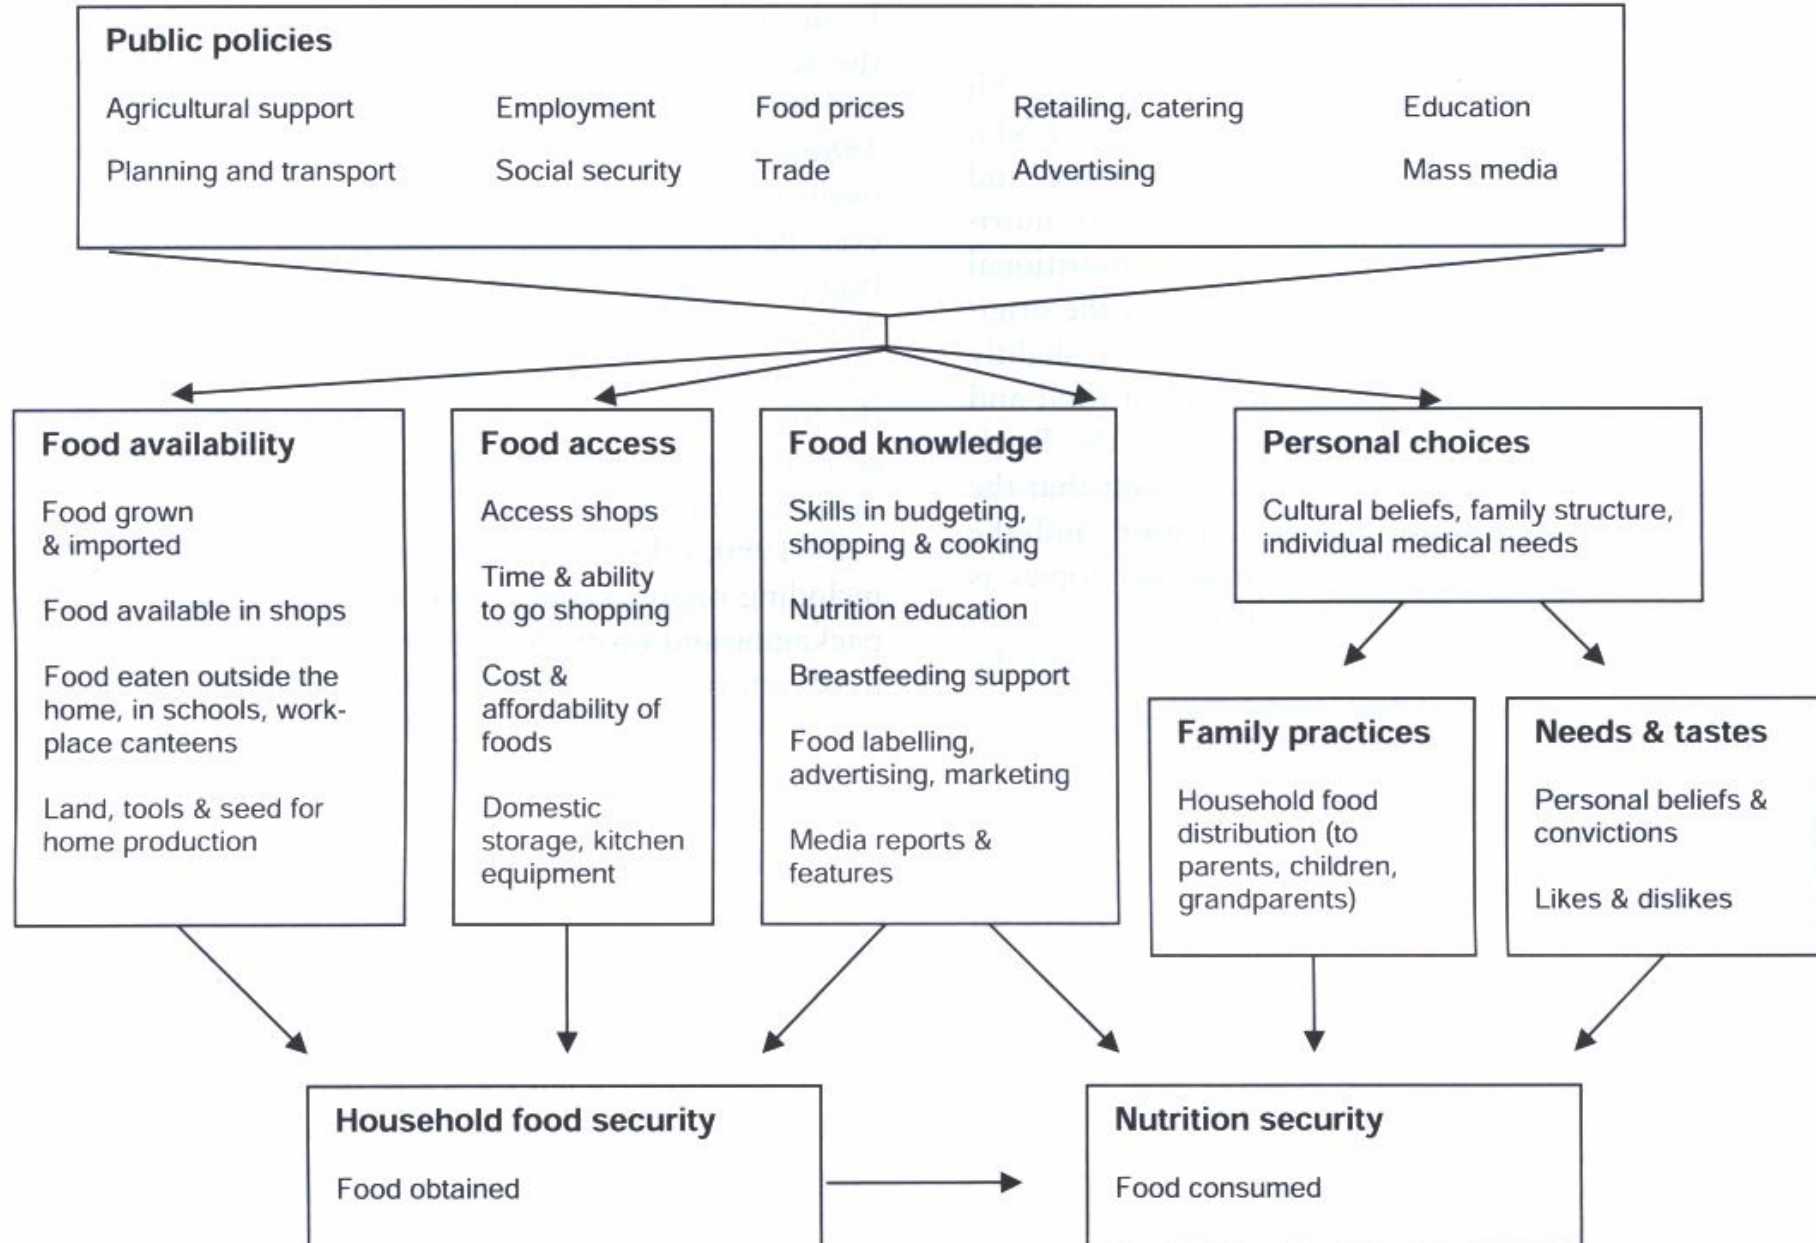 Public policies
Agricultural support Employment Food prices Retailing, catering Education
Planning and transport Social security Trade Advertising Mass media
Food availability
Food grown
& imported
Food available in shops
Food eaten outside the
home, in schools, work-
place canteens
Land, tools & seed for
home production
Food access
Access shops
Time & ability
to go shopping
Cost &
affordability of
foods
Domestic
storage, kitchen
equipment
Food knowledge
Skills in budgeting,
shopping & cooking
Nutrition education
Breastfeeding support
Food labelling,
advertising, marketing
Media reports &
features
Personal choices
Cultural beliefs, family structure,
individual medical needs
Family practices
Household food
distribution (to
parents, children,
grandparents)
Needs & tastes
Personal beliefs &
convictions
Likes & dislikes
Household food security
Food obtained
Nutrition security
Food consumed